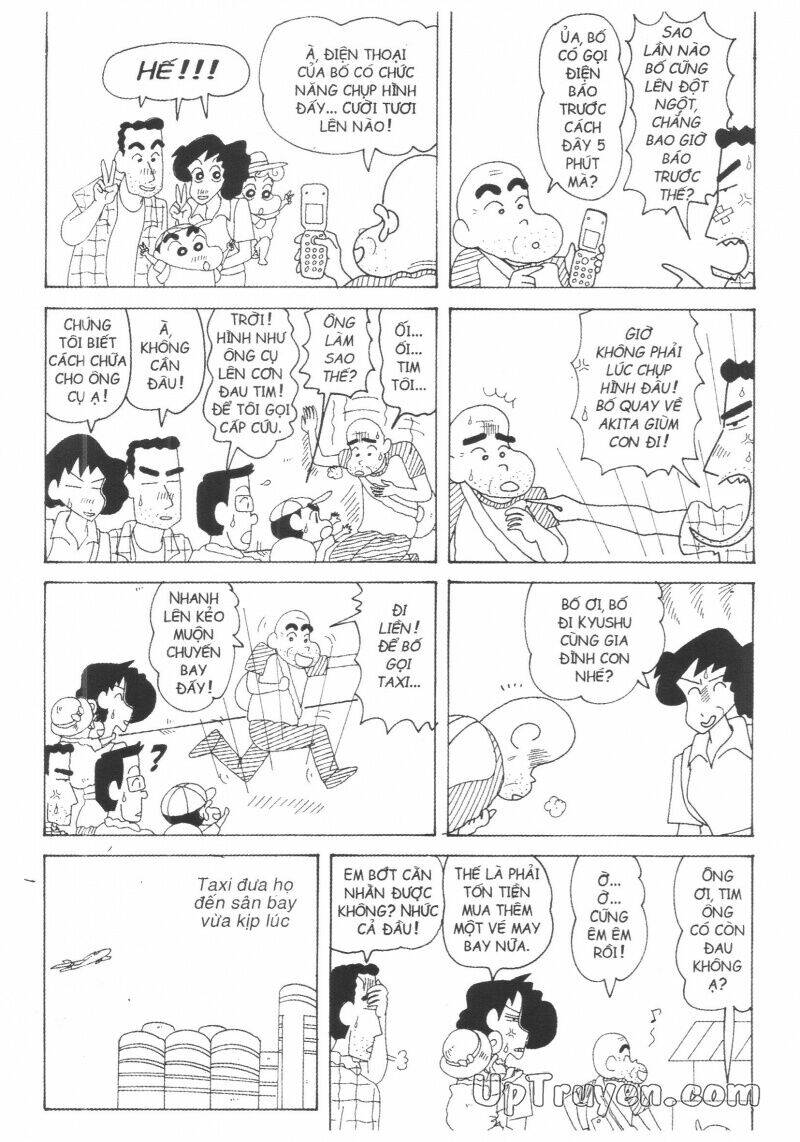 SAO
LẦN NÀO
BỐ CŨNG
LÊN ĐỘT
NGỘT,
CHẲNG
BAO GIỜ
BÁO
TRƯỚC
THẾ?
ỦA, BỐ
CÓ GỌI
ĐIỆN
BÁO
TRƯỚC
CÁCH
ĐÂY 5
PHÚT
MÀ?
À, ĐIỆN THOẠI
CỦA BỐ CÓ CHỨC
NĂNG CHỤP HÌNH
ĐẤY... CƯỜI TƯƠI
LÊN NÀO!
HẾ!!!
GIỜ
KHÔNG PHẢI
LÚC CHỤP
HÌNH ĐÂU!
BỐ QUAY VỀ
AKITA GIÙM
CON ĐI!
ỐI...
ỐI...
TIM
TÔI...
ÔNG
LÀM
SAO
THẾ?
TRỜI!
HÌNH NHƯ
ÔNG CỤ
LÊN CƠN
ĐAU TIM!
ĐỂ TÔI GỌI
CẤP CỨU.
À,
KHÔNG
CẦN
ĐÂU!
CHÚNG
TÔI BIẾT
CÁCH CHỮA
CHO ÔNG
CỤ Ạ!
BỐ ƠI, BỐ
ĐI KYUSHU
CÙNG GIA
ĐÌNH CON
NHÉ?
ĐI
LIỀN!
ĐỂ BỐ
GỌI
TAXI...
NHANH
LÊN KẺO
MUỘN
CHUYẾN
BAY
ĐẤY!
?
ÔNG
ƠI, TIM
ÔNG
CÓ CÒN
ĐAU
KHÔNG
Ạ?
Ờ...
Ờ...
CŨNG
ÊM ÊM
RỒI!
THẾ LÀ PHẢI
TỐN TIỀN
MUA THÊM
MỘT VÉ MAY
BAY NỮA.
EM BỚT CẰN
NHẰN ĐƯỢC
KHÔNG? NHỨC
CẢ ĐẦU!
Taxi đưa họ
đến sân bay
vừa kịp lúc
UpTruyen.com